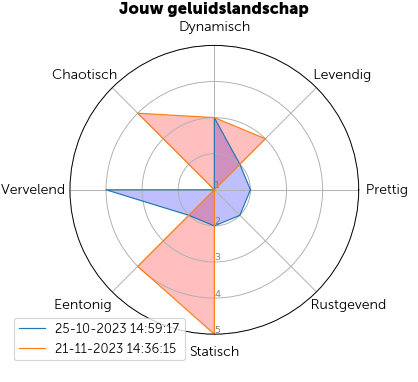 Jouw geluidslandschap
Dynamisch
Chaotisch
Levendig
Vervelend
Prettig
2
3
4
5
Eentonig
Rustgevend
Statisch
25-10-2023 14:59:17
21-11-2023 14:36:15